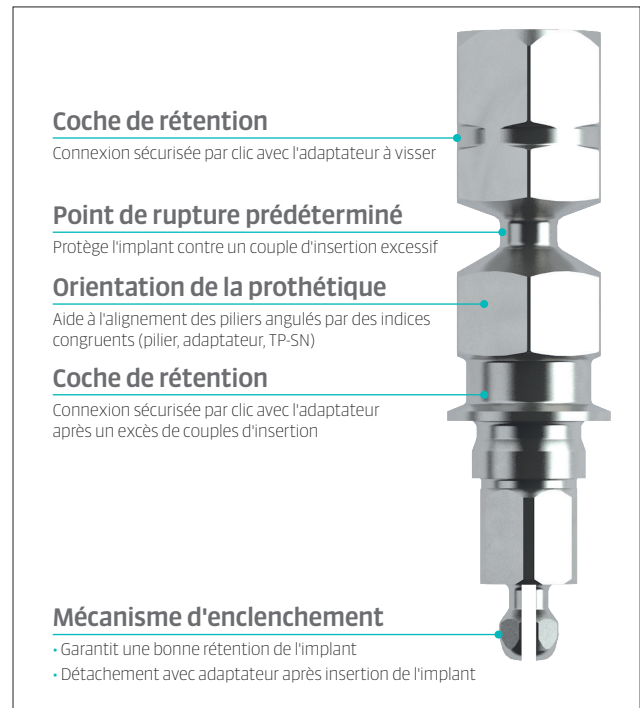 Coche de rétention
Connexion sécurisée par clic avec l'adaptateur à visser
Point de rupture prédéterminé
Protège l'implant contre un couple d'insertion excessif
Orientation de la prothétique
Aide à l'alignement des piliers angulés par des indices
congruents (pilier, adaptateur, TP-SN)
Coche de rétention
Connexion sécurisée par clic avec l'adaptateur
après un excès de couples d'insertion
Mécanisme d'enclenchement
• Garantit une bonne rétention de l'implant
• Détachement avec adaptateur après insertion de l'implant